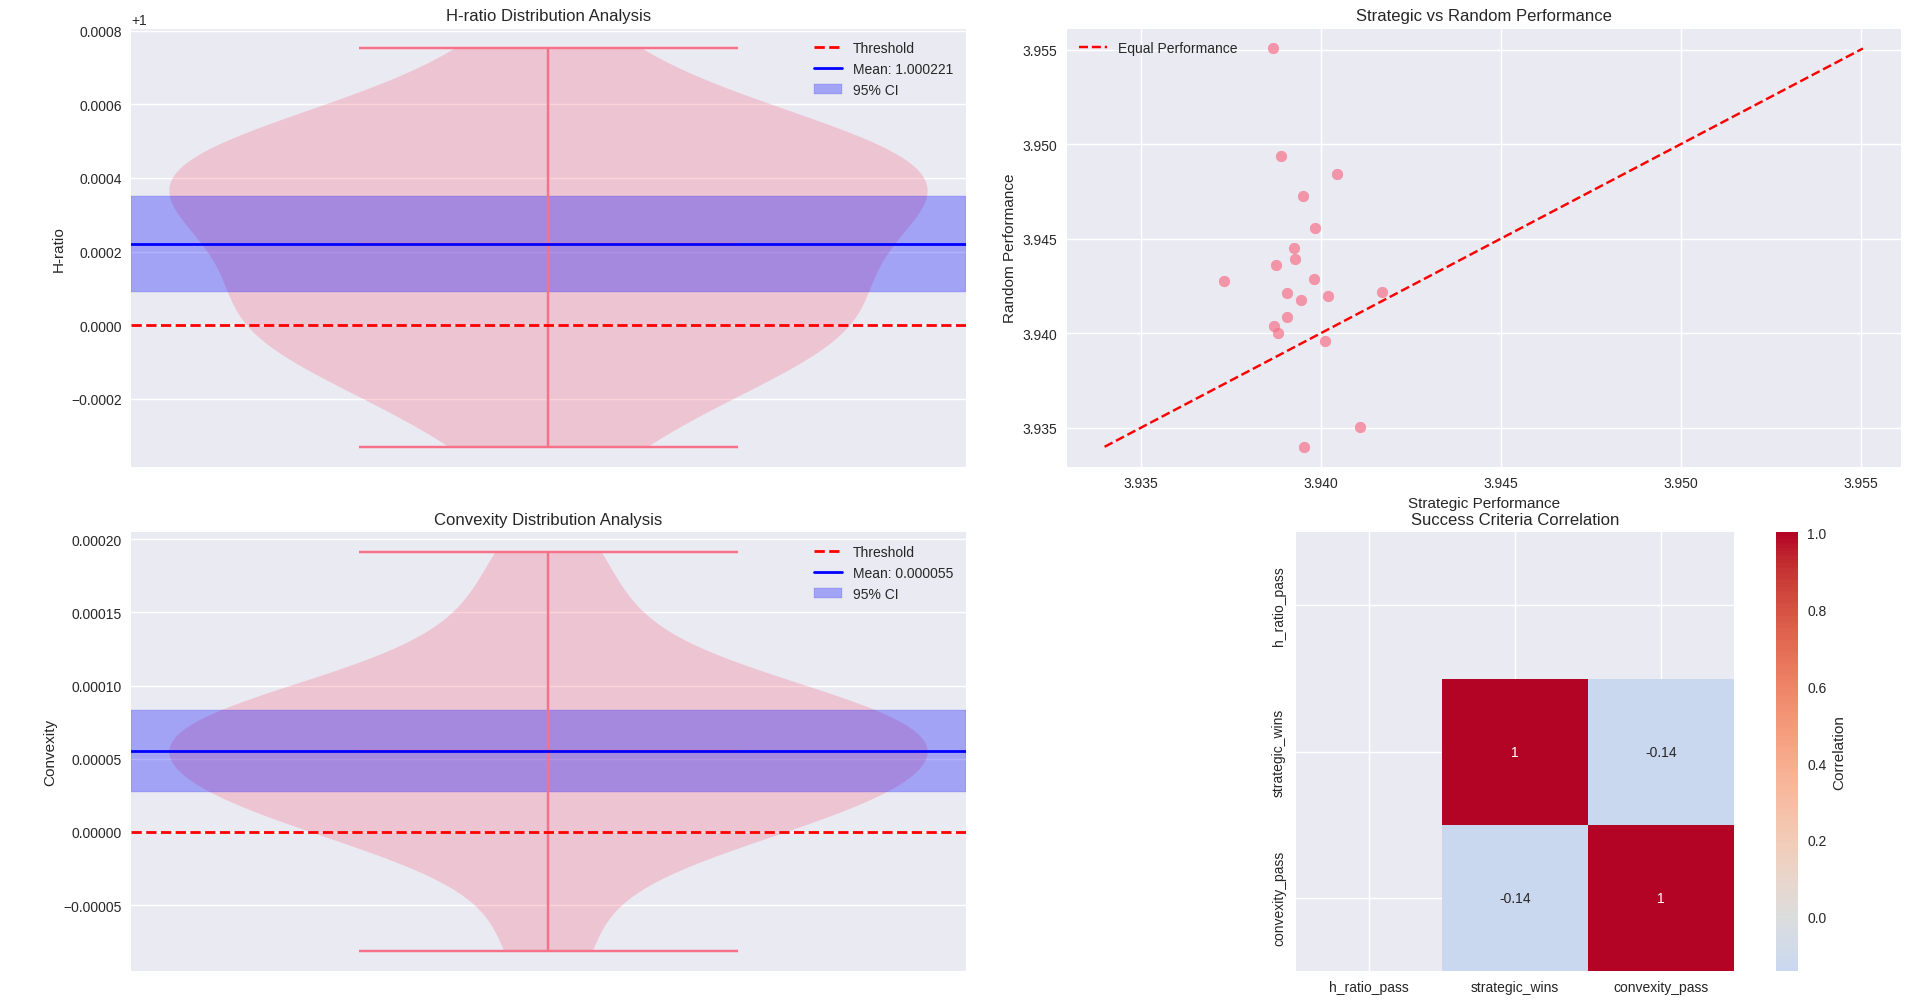 H-ratio Distribution Analysis
+1
0.0008
0.0006
0.0004
0.0002
0.0000
−0.0002
H-ratio
Threshold
Mean: 1.000221
95% CI
Strategic vs Random Performance
3.955
3.950
3.945
3.940
3.935
Random Performance
Equal Performance
3.935 3.940 3.945 3.950 3.955
Strategic Performance
Convexity Distribution Analysis
0.00020
0.00015
0.00010
0.00005
0.00000
−0.00005
Convexity
Threshold
Mean: 0.000055
95% CI
Success Criteria Correlation
h_ratio_pass
strategic_wins
convexity_pass
1 -0.14
-0.14 1
h_ratio_pass strategic_wins convexity_pass
1.0
0.8
0.6
0.4
0.2
0.0
Correlation